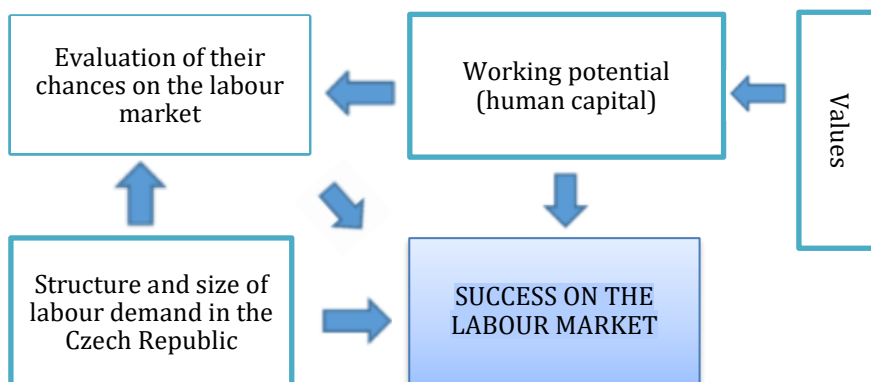 Evaluation of their
chances on the labour
market
Working potential
(human capital)
Values
Structure and size of
labour demand in the
Czech Republic
SUCCESS ON THE
LABOUR MARKET